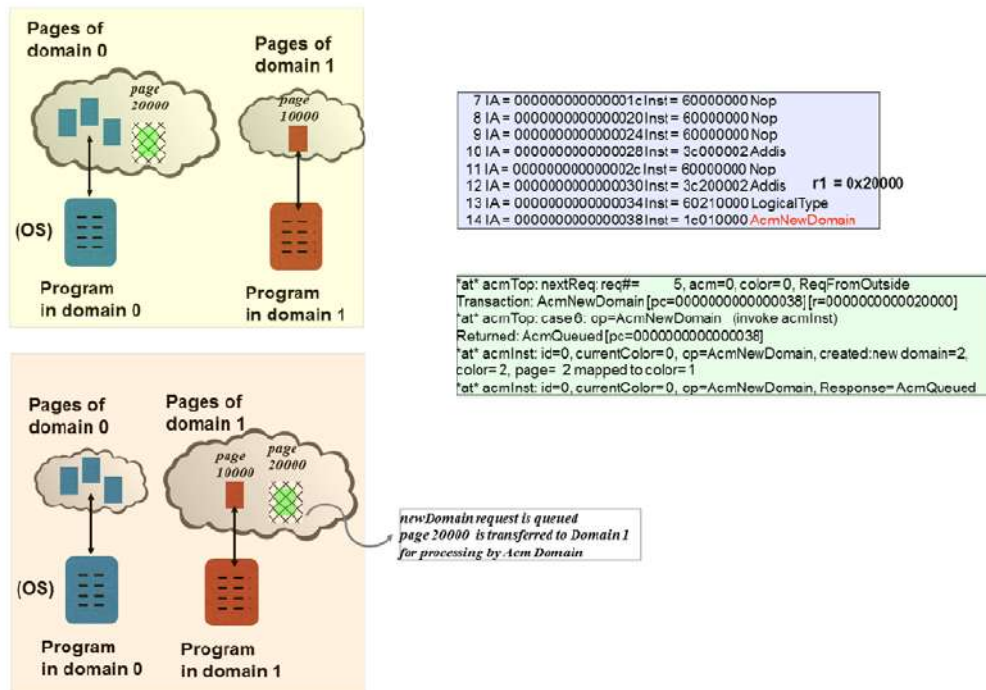 Pages of
domain 0
page
20000
Pages of
domain 1
page
10000
(OS)
Program
in domain 0
Program
in domain 1
7 IA = 000000000000001c Inst = 60000000 Nop
8 IA = 0000000000000020 Inst = 60000000 Nop
9 IA = 0000000000000024 Inst = 60000000 Nop
10 IA = 0000000000000028 Inst = 3c000002 Addis
11 IA = 000000000000002c Inst = 60000000 Nop
12 IA = 0000000000000030 Inst = 3c200002 Addis r1 = 0x20000
13 IA = 0000000000000034 Inst = 60210000 LogicalType
14 IA = 0000000000000038 Inst = 1c010000 AcmNewDomain
*at* acmTop: nextReq: req#= 5, acm=0, color= 0, ReqFromOutside
Transaction: AcmNewDomain [pc=0000000000000038] [r=0000000000020000]
*at* acmTop: case 6: op=AcmNewDomain (invoke acmInst)
Returned: AcmQueued [pc=0000000000000038]
*at* acmInst: id=0, currentColor= 0, op=AcmNewDomain, created:new domain=2,
color= 2, page= 2 mapped to color= 1
*at* acmInst: id=0, currentColor= 0, op=AcmNewDomain, Response=AcmQueued
Pages of
domain 0
Pages of
domain 1
page
10000
page
20000
(OS)
Program
in domain 0
Program
in domain 1
newDomain request is queued
page 20000 is transferred to Domain 1
for processing by Acm Domain